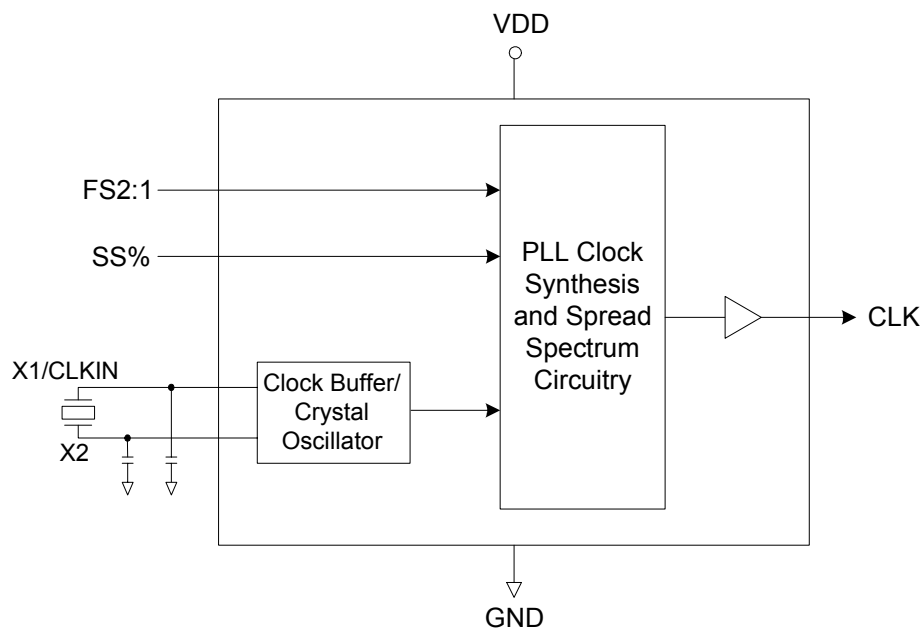 VDD
FS2:1
SS%
PLL Clock
Synthesis
and Spread
Spectrum
Circuitry
CLK
X1/CLKIN
X2
Clock Buffer/
Crystal
Oscillator
GND